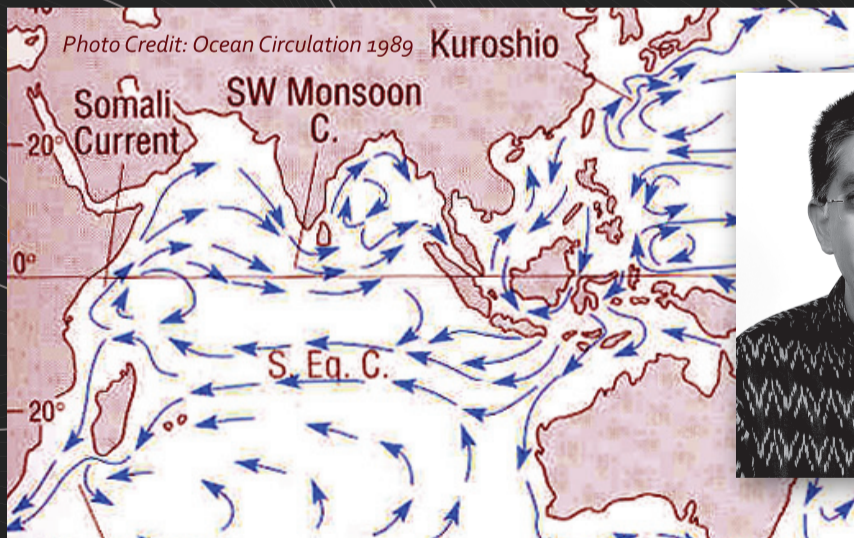 Photo Credit: Ocean Circulation 1989
Kuroshio
Somali
Current
SW Monsoon
C.
20°
0°
S. Eq. C.
20°